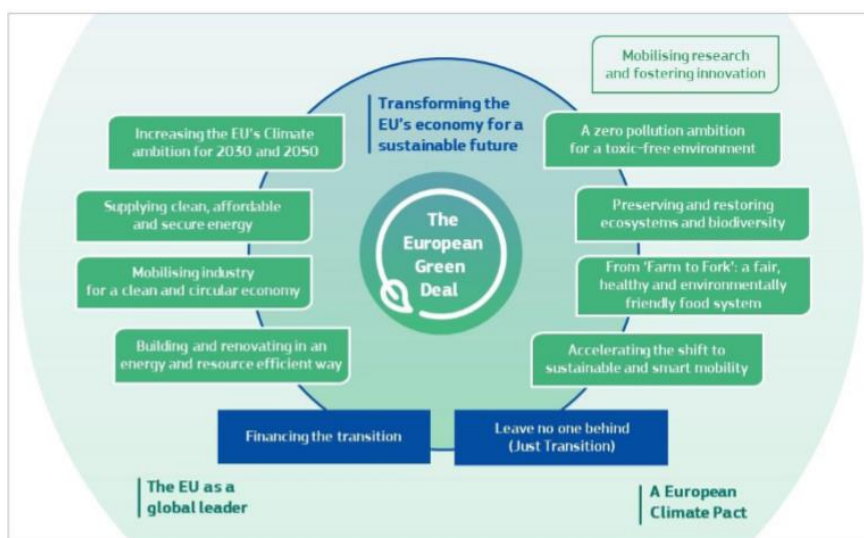 Mobilising research
and fostering innovation
Transforming the
EU's economy for a
sustainable future
Increasing the EU's Climate
ambition for 2030 and 2050
A zero pollution ambition
for a toxic-free environment
Supplying clean, affordable
and secure energy
Preserving and restoring
ecosystems and biodiversity
The
European
Green
Deal
Mobilising industry
for a clean and circular economy
From 'Farm to Fork': a fair,
healthy and environmentally
friendly food system
Building and renovating in an
energy and resource efficient way
Accelerating the shift to
sustainable and smart mobility
Financing the transition
Leave no one behind
(Just Transition)
The EU as a
global leader
A European
Climate Pact